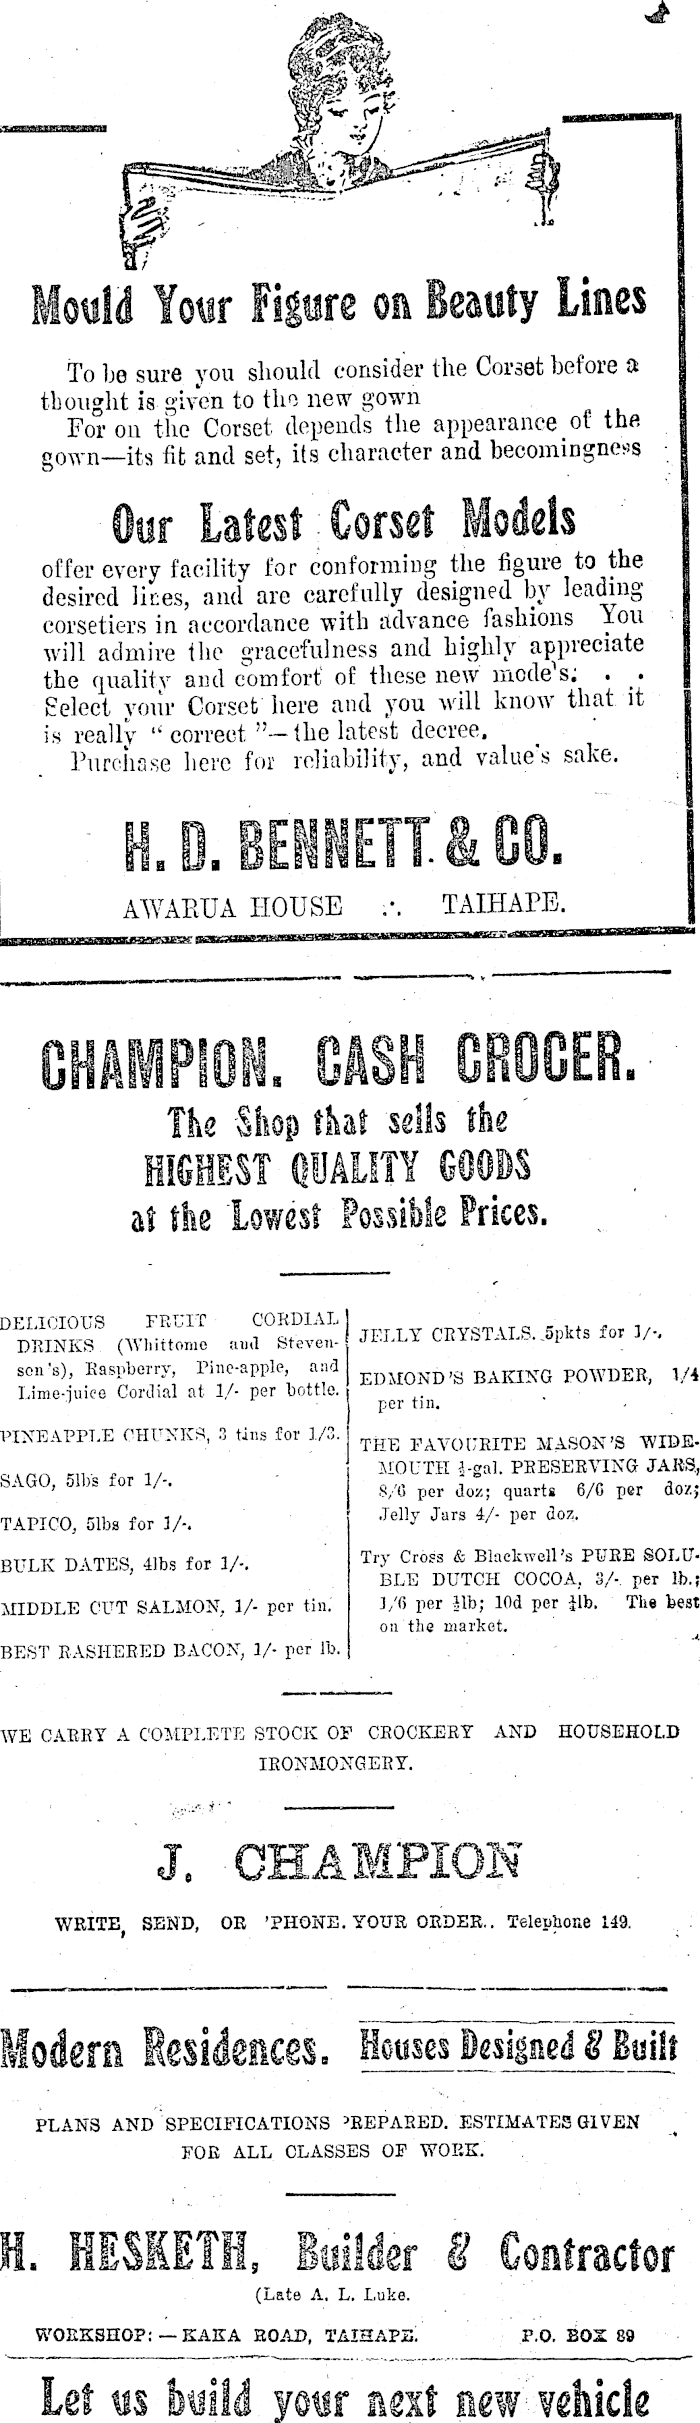 Mould Your Figure on Beauty Lines
To be sure you should consider the Corset before a
thought is given to the new gown
For on the Corset depends the appearance of the
gown—its fit and set, its character and becomingness
Our Latest Corset Models
offer every facility for conforming the figure to the
desired lines, and are carefully designed by leading
corsetiers in accordance with advance fashions You
will admire the gracefulness and highly appreciate
the quality and comfort of these new mode's: . .
Select your Corset here and you will know that it
is really "correct"—the latest decree.
Purchase here for reliability, and value's sake.
H. D. BENNETT & CO.
AWARUA HOUSE ∴ TAIHAPE.
CHAMPION. CASH GROCER.
The Shop that sells the
HIGHEST QUALITY GOODS
at the Lowest Possible Prices.
DELICIOUS FRUIT CORDIAL
DRINKS (Whittome and Steven-
son's), Raspberry, Pine-apple, and
Lime-juice Cordial at 1/- per bottle.
PINEAPPLE CHUNKS, 3 tins for 1/3.
SAGO, 5lbs for 1/-.
TAPICO, 5lbs for 1/-.
BULK DATES, 4lbs for 1/-.
MIDDLE CUT SALMON, 1/- per tin.
BEST RASHERED BACON, 1/- per lb.
JELLY CRYSTALS. 5pkts for 1/-.
EDMOND'S BAKING POWDER, 1/4
per tin.
THE FAVOURITE MASON'S WIDE-
MOUTH ½-gal. PRESERVING JARS,
8/6 per doz; quarts 6/6 per doz;
Jelly Jars 4/- per doz.
Try Cross & Blackwell's PURE SOLU-
BLE DUTCH COCOA, 3/- per lb.;
1/6 per ½lb; 10d per ¼lb. The best
on the market.
WE CARRY A COMPLETE STOCK OF CROCKERY AND HOUSEHOLD
IRONMONGERY.
J. CHAMPION
WRITE, SEND, OR 'PHONE. YOUR ORDER.. Telephone 149.
Modern Residences. Houses Designed & Built
PLANS AND SPECIFICATIONS PREPARED. ESTIMATES GIVEN
FOR ALL CLASSES OF WORK.
H. HESKETH, Builder & Contractor
(Late A. L. Luke.
WORKSHOP:—KAKA ROAD, TAIHAPE. P.O. BOX 89
Let us build your next new vehicle